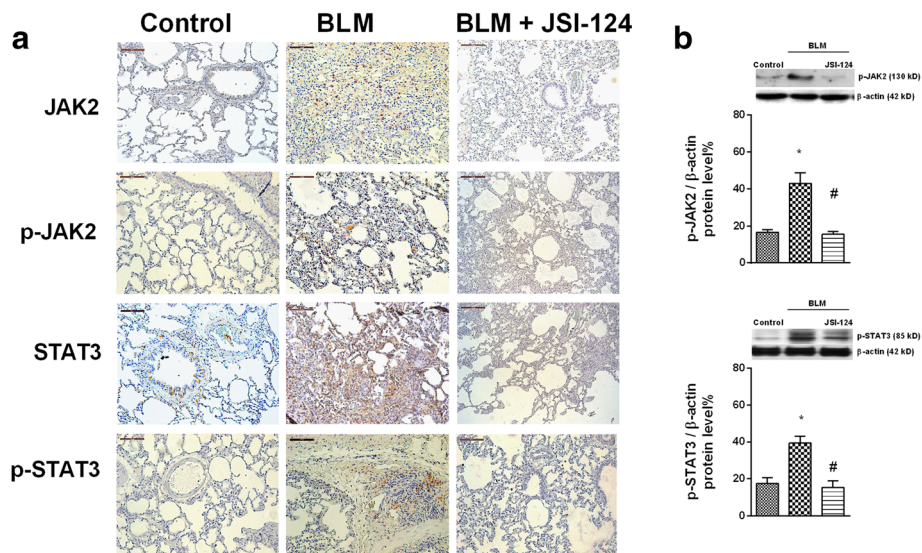 a
Control
BLM
BLM + JSI-124
JAK2
p-JAK2
STAT3
p-STAT3
b
BLM
Control
JSI-124
p-JAK2 (130 kD)
β-actin (42 kD)
80
60
40
20
0
p-JAK2 / β-actin
protein level%
*
#
BLM
Control
JSI-124
p-STAT3 (85 kD)
β-actin (42 kD)
80
60
40
20
0
p-STAT3 / β-actin
protein level%
*
#